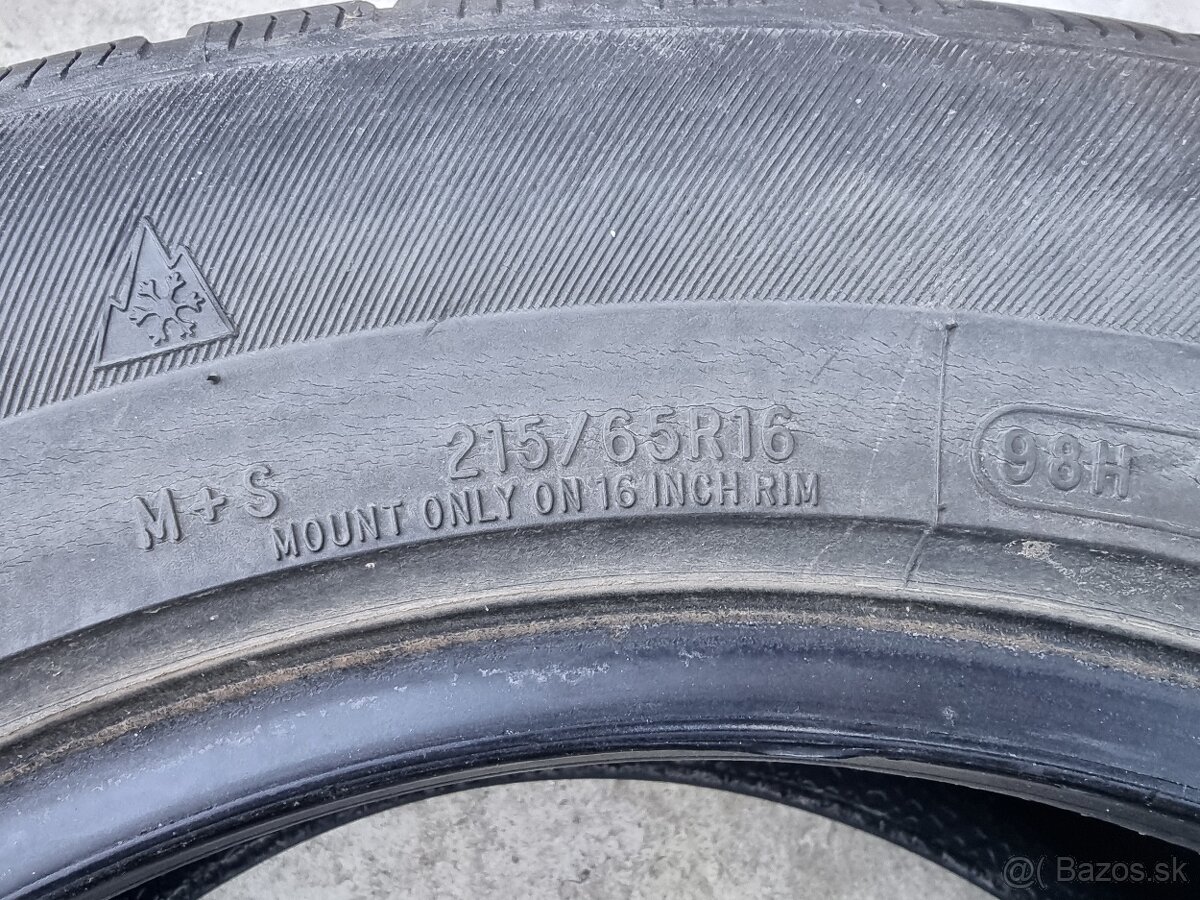 215/65R16
98H
M+S
MOUNT ONLY ON 16 INCH RIM
@( Bazos.sk